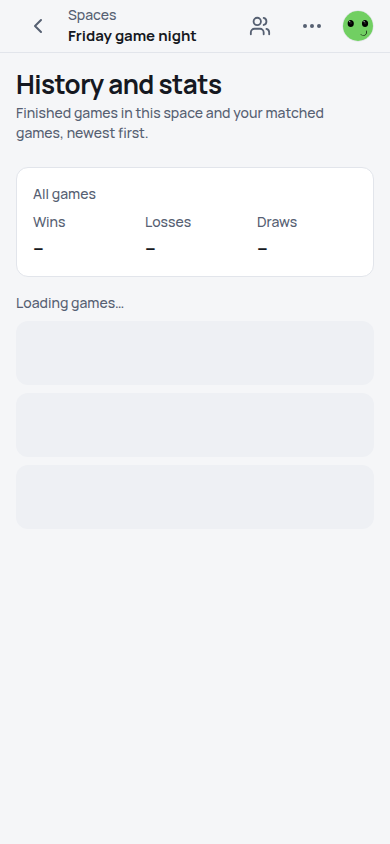 Spaces
Friday game night
History and stats
Finished games in this space and your matched
games, newest first.
All games
Wins
Losses
Draws
–
–
–
Loading games…